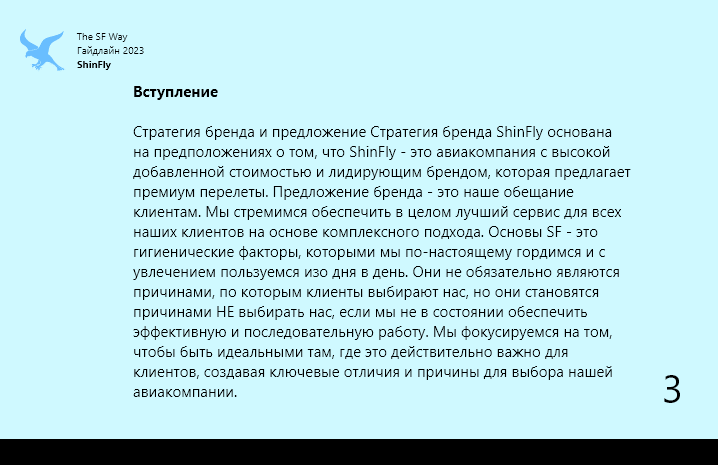 The SF Way
Гайдлайн 2023
ShinFly
Вступление
Стратегия бренда и предложение Стратегия бренда ShinFly основана
на предположениях о том, что ShinFly - это авиакомпания с высокой
добавленной стоимостью и лидирующим брендом, которая предлагает
премиум перелеты. Предложение бренда - это наше обещание
клиентам. Мы стремимся обеспечить в целом лучший сервис для всех
наших клиентов на основе комплексного подхода. Основы SF - это
гигиенические факторы, которыми мы по-настоящему гордимся и с
увлечением пользуемся изо дня в день. Они не обязательно являются
причинами, по которым клиенты выбирают нас, но они становятся
причинами НЕ выбирать нас, если мы не в состоянии обеспечить
эффективную и последовательную работу. Мы фокусируемся на том,
чтобы быть идеальными там, где это действительно важно для
клиентов, создавая ключевые отличия и причины для выбора нашей
авиакомпании.
3